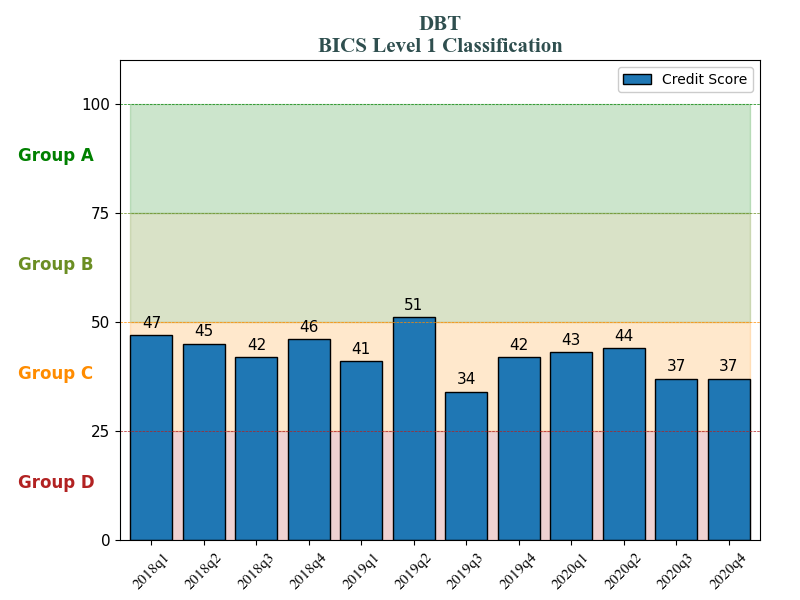 DBT
BICS Level 1 Classification
Credit Score
100
Group A
75
Group B
50
Group C
25
Group D
0
47
45
42
46
41
51
34
42
43
44
37
37
2018q1
2018q2
2018q3
2018q4
2019q1
2019q2
2019q3
2019q4
2020q1
2020q2
2020q3
2020q4